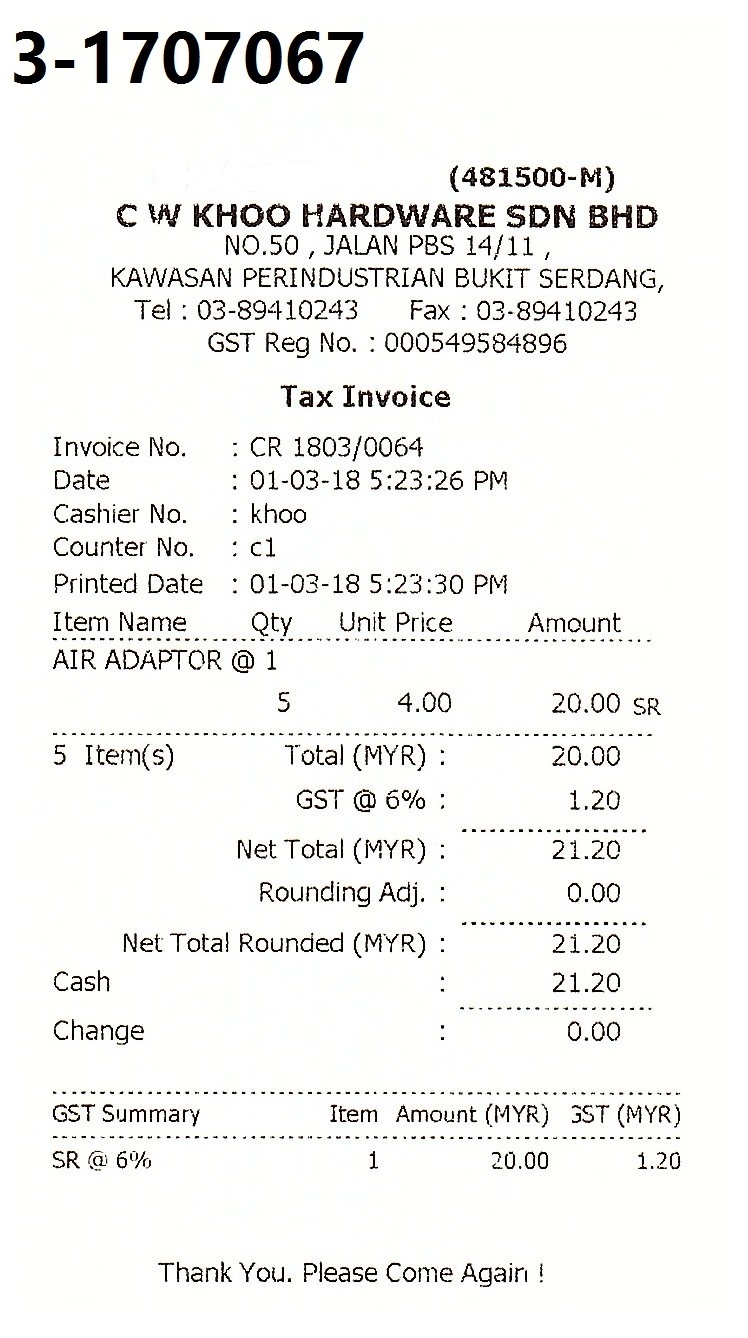 3-1707067
(481500-M)
C W KHOO HARDWARE SDN BHD
NO.50 , JALAN PBS 14/11 ,
KAWASAN PERINDUSTRIAN BUKIT SERDANG,
Tel : 03-89410243 Fax : 03-89410243
GST Reg No. : 000549584896
Tax Invoice
Invoice No. : CR 1803/0064
Date : 01-03-18 5:23:26 PM
Cashier No. : khoo
Counter No. : c1
Printed Date : 01-03-18 5:23:30 PM
Item Name Qty Unit Price Amount
AIR ADAPTOR @ 1
5 4.00 20.00 SR
5 Item(s) Total (MYR) : 20.00
GST @ 6% : 1.20
Net Total (MYR) : 21.20
Rounding Adj. : 0.00
Net Total Rounded (MYR) : 21.20
Cash : 21.20
Change : 0.00
GST Summary Item Amount (MYR) GST (MYR)
SR @ 6% 1 20.00 1.20
Thank You. Please Come Again !